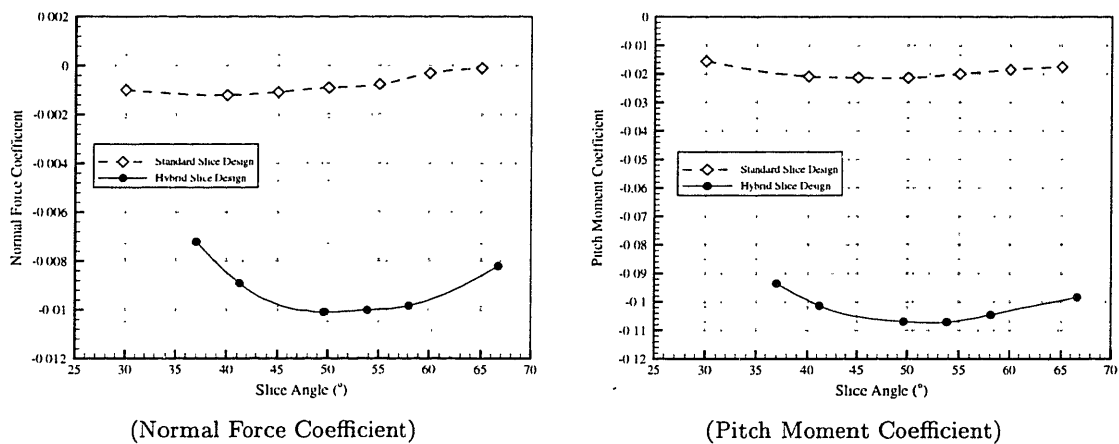 0.002
0
-0.002
-0.004
-0.006
-0.008
-0.01
-0.012
Normal Force Coefficient
Standard Slice Design
Hybrid Slice Design
25 30 35 40 45 50 55 60 65 70
Slice Angle (°)
(Normal Force Coefficient)
0
-0.01
-0.02
-0.03
-0.04
-0.05
-0.06
-0.07
-0.08
-0.09
-0.1
-0.11
-0.12
Pitch Moment Coefficient
Standard Slice Design
Hybrid Slice Design
25 30 35 40 45 50 55 60 65 70
Slice Angle (°)
(Pitch Moment Coefficient)